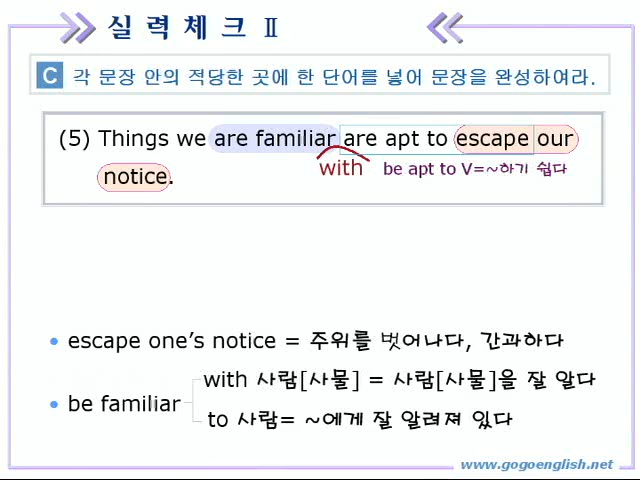 실 력 체 크 Ⅱ
C 각 문장 안의 적당한 곳에 한 단어를 넣어 문장을 완성하여라.
(5) Things we are familiar are apt to escape our
with be apt to V=~하기 쉽다
notice.
• escape one's notice = 주위를 벗어나다, 간과하다
with 사람[사물] = 사람[사물]을 잘 알다
• be familiar
to 사람= ~에게 잘 알려져 있다
www.gogoenglish.net